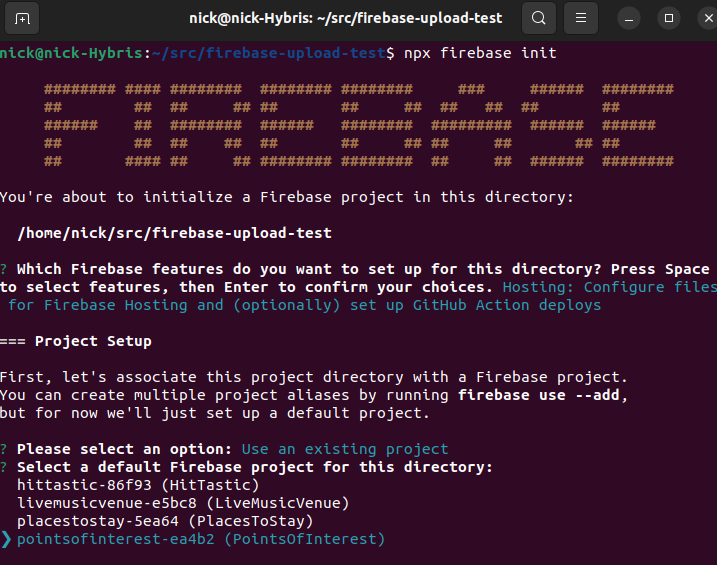 nick@nick-Hybris: ~/src/firebase-upload-test
nick@nick-Hybris:~/src/firebase-upload-test$ npx firebase init
######## #### ######## ######## ########     ###     ######  ########
##        ##  ##     ## ##       ##     ##  ##   ##  ##       ##
######    ##  ########  ######   ########  #########  ######  ######
##        ##  ##    ##  ##       ##     ## ##     ##       ## ##
##       #### ##     ## ######## ########  ##     ##  ######  ########
You're about to initialize a Firebase project in this directory:
/home/nick/src/firebase-upload-test
? Which Firebase features do you want to set up for this directory? Press Space
to select features, then Enter to confirm your choices. Hosting: Configure files
for Firebase Hosting and (optionally) set up GitHub Action deploys
=== Project Setup
First, let's associate this project directory with a Firebase project.
You can create multiple project aliases by running firebase use --add,
but for now we'll just set up a default project.
? Please select an option: Use an existing project
? Select a default Firebase project for this directory:
hittastic-86f93 (HitTastic)
livemusicvenue-e5bc8 (LiveMusicVenue)
placestostay-5ea64 (PlacesToStay)
❯ pointsofinterest-ea4b2 (PointsOfInterest)